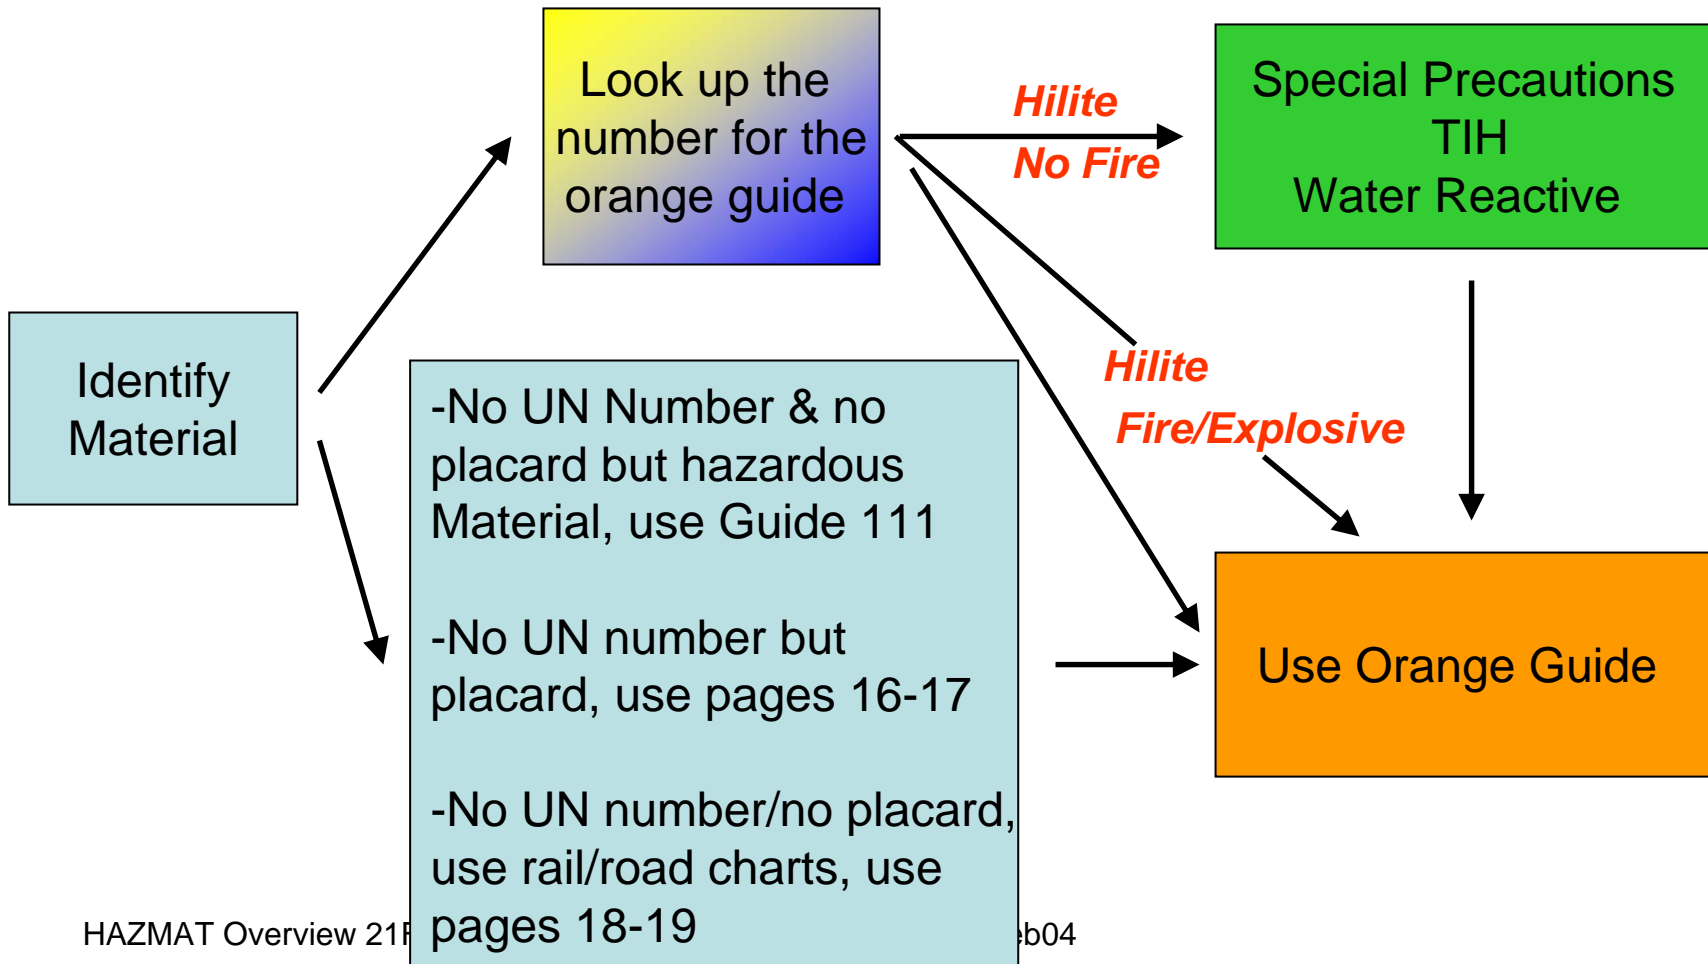 Look up the
number for the
orange guide
Hilite
No Fire
Special Precautions
TIH
Water Reactive
Identify
Material
-No UN Number & no
placard but hazardous
Material, use Guide 111
-No UN number but
placard, use pages 16-17
-No UN number/no placard,
use rail/road charts, use
pages 18-19
Hilite
Fire/Explosive
Use Orange Guide
HAZMAT Overview